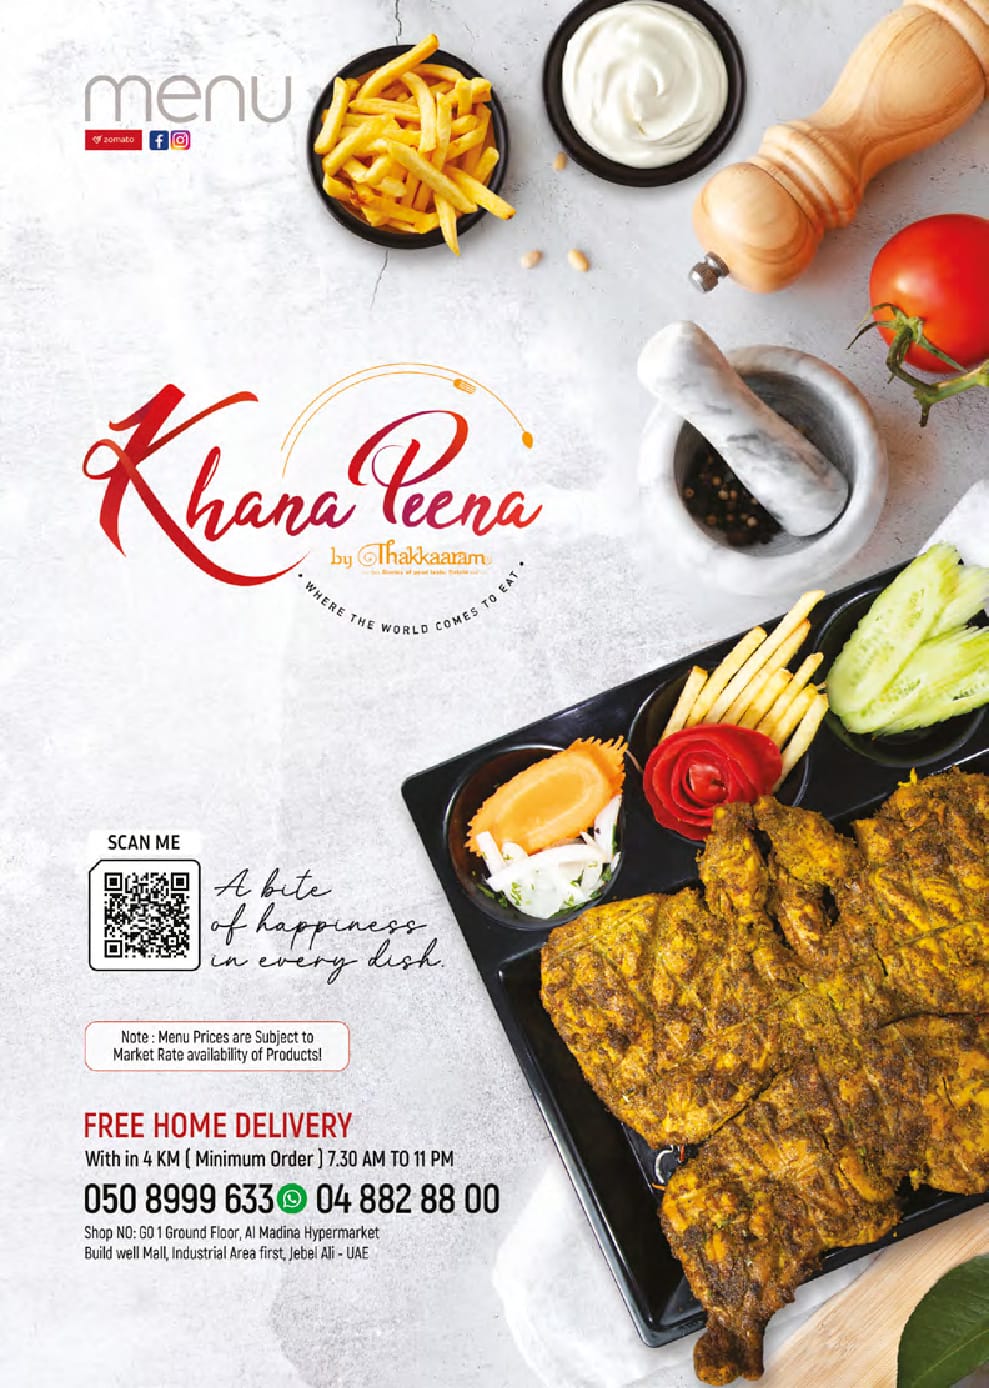 menu
zomato
Khana Peena
by Thakkaaram
• WHERE THE WORLD COMES TO EAT •
SCAN ME
A bite
of happiness
in every dish.
Note : Menu Prices are Subject to
Market Rate availability of Products!
FREE HOME DELIVERY
With in 4 KM ( Minimum Order ) 7.30 AM TO 11 PM
050 8999 633 04 882 88 00
Shop NO: G0 1 Ground Floor, Al Madina Hypermarket
Build well Mall, Industrial Area first, Jebel Ali - UAE